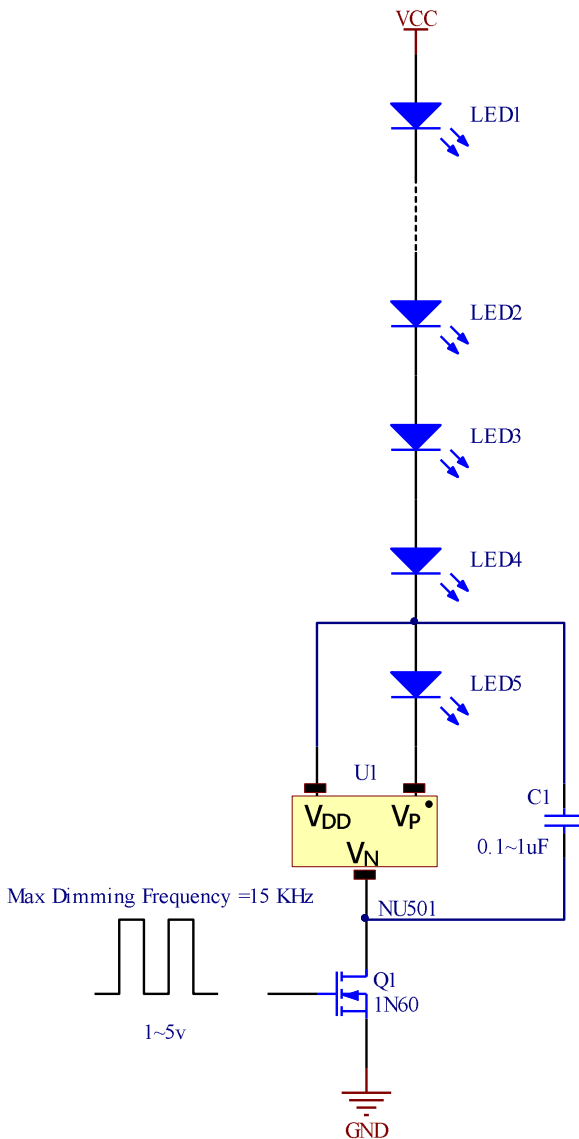 VCC
LED1
LED2
LED3
LED4
LED5
U1
VDD
VP
VN
C1
0.1~1uF
NU501
Max Dimming Frequency =15 KHz
1~5v
Q1
1N60
GND